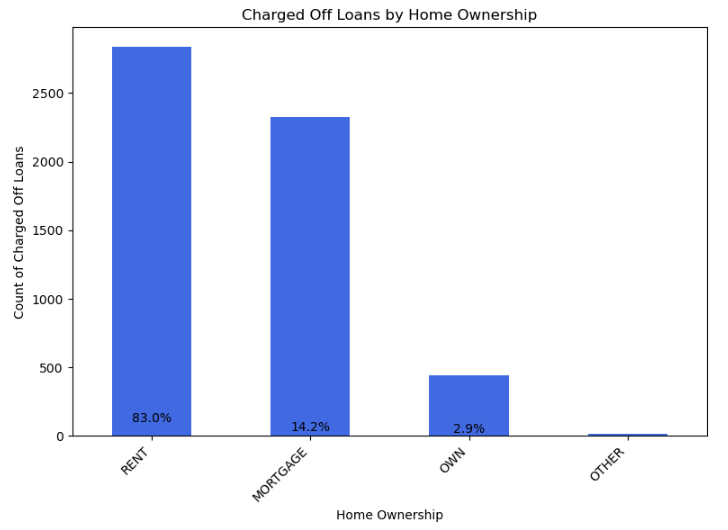 Charged Off Loans by Home Ownership
Count of Charged Off Loans
2500
2000
1500
1000
500
0
83.0%
14.2%
2.9%
RENT
MORTGAGE
OWN
OTHER
Home Ownership